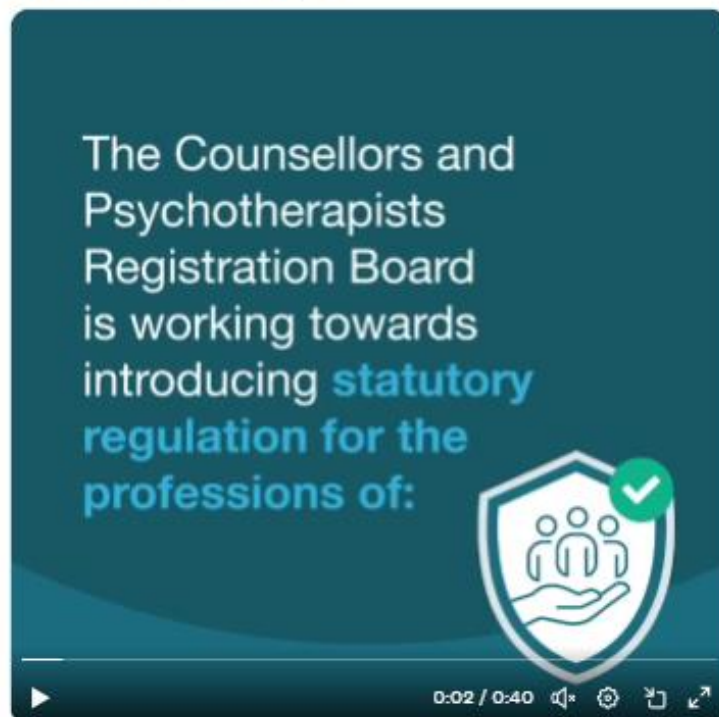 The Counsellors and
Psychotherapists
Registration Board
is working towards
introducing statutory
regulation for the
professions of:
0:02 / 0:40